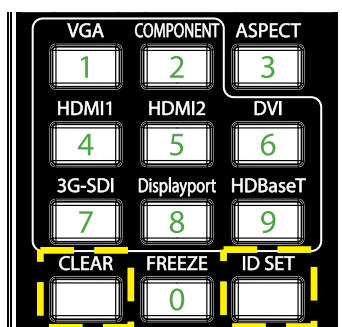 VGA COMPONENT ASPECT
1 2 3
HDMI1 HDMI2 DVI
4 5 6
3G-SDI Displayport HDBaseT
7 8 9
CLEAR FREEZE ID SET
0